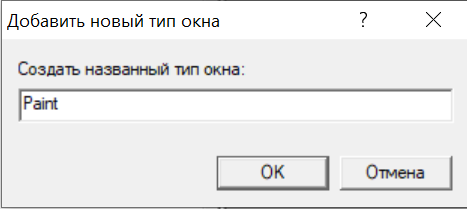 Добавить новый тип окна
Создать названный тип окна:
Paint
OK Отмена